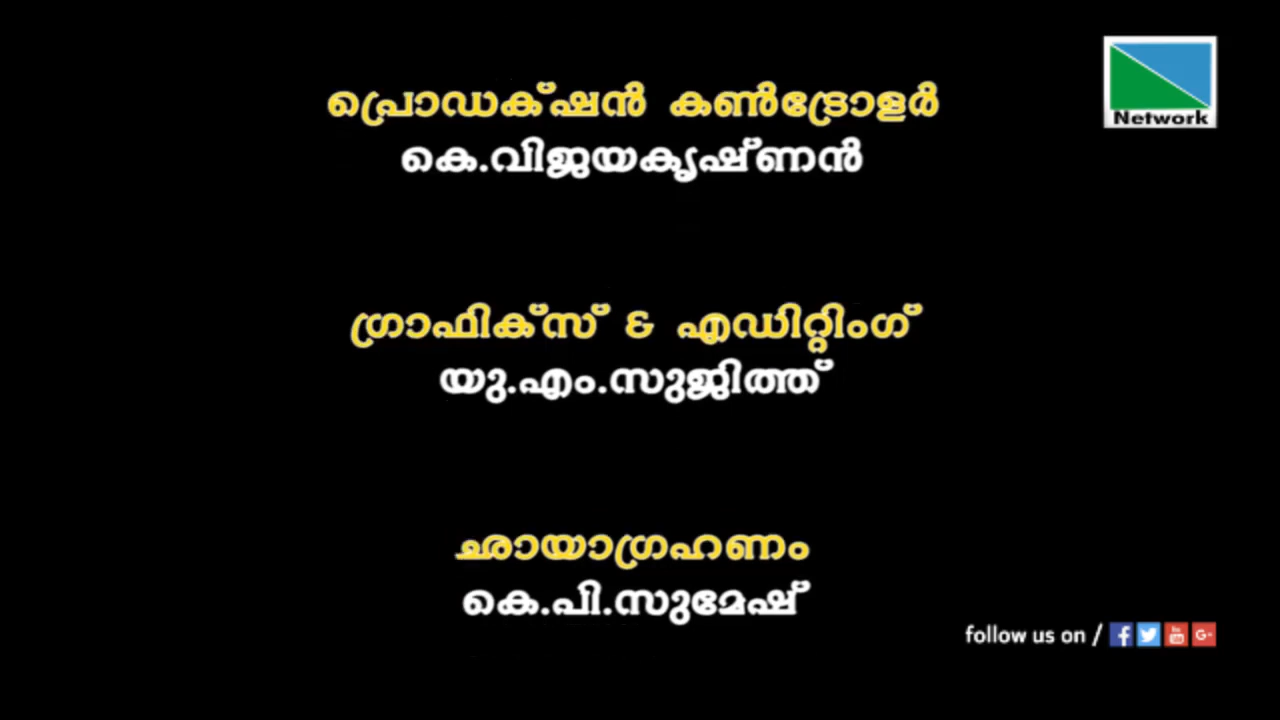 പ്രൊഡക്ഷൻ കൺട്രോളർ
കെ.വിജയകൃഷ്ണൻ
ഗ്രാഫിക്സ് & എഡിറ്റിംഗ്
യു.എം.സുജിത്ത്
ഛായാഗ്രഹണം
കെ.പി.സുമേഷ്
Network
follow us on /